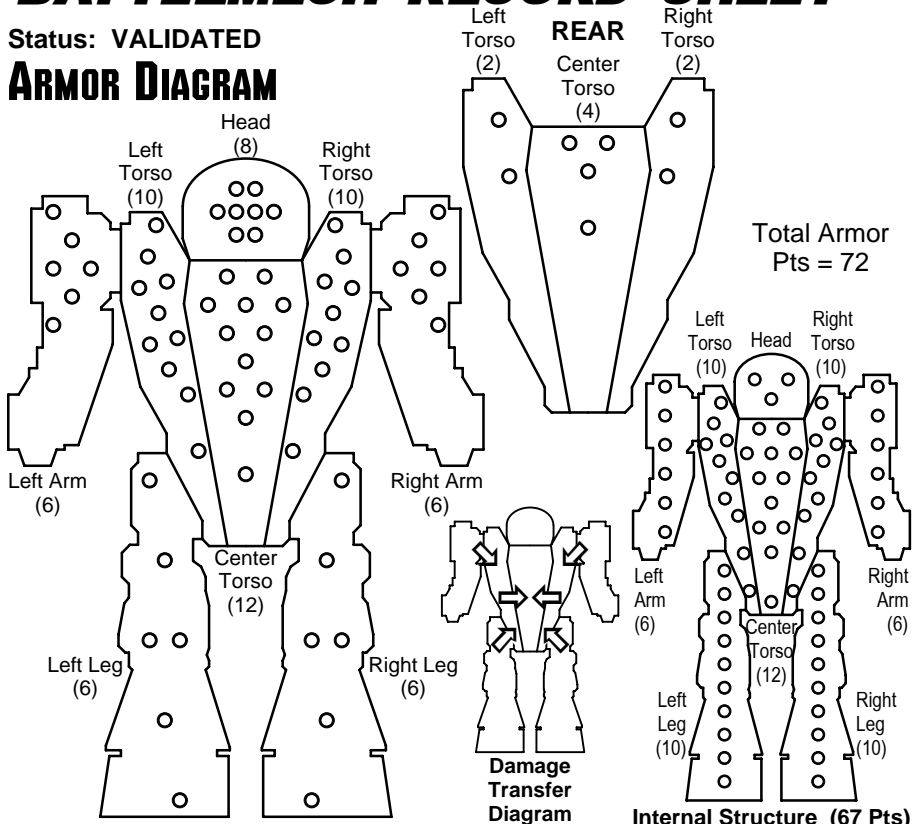 BATTLEMECH RECORD SHEET
Status: VALIDATED
ARMOR DIAGRAM
Left
Torso
(2)
REAR
Center
Torso
(4)
Right
Torso
(2)
Head
(8)
Left
Torso
(10)
Right
Torso
(10)
Left Arm
(6)
Right Arm
(6)
Center
Torso
(12)
Left Leg
(6)
Right Leg
(6)
Total Armor
Pts = 72
Left
Torso
(10)
Head
Right
Torso
(10)
Left
Arm
(6)
Right
Arm
(6)
Center
Torso
(12)
Left
Leg
(10)
Right
Leg
(10)
Damage
Transfer
Diagram
Internal Structure (67 Pts)